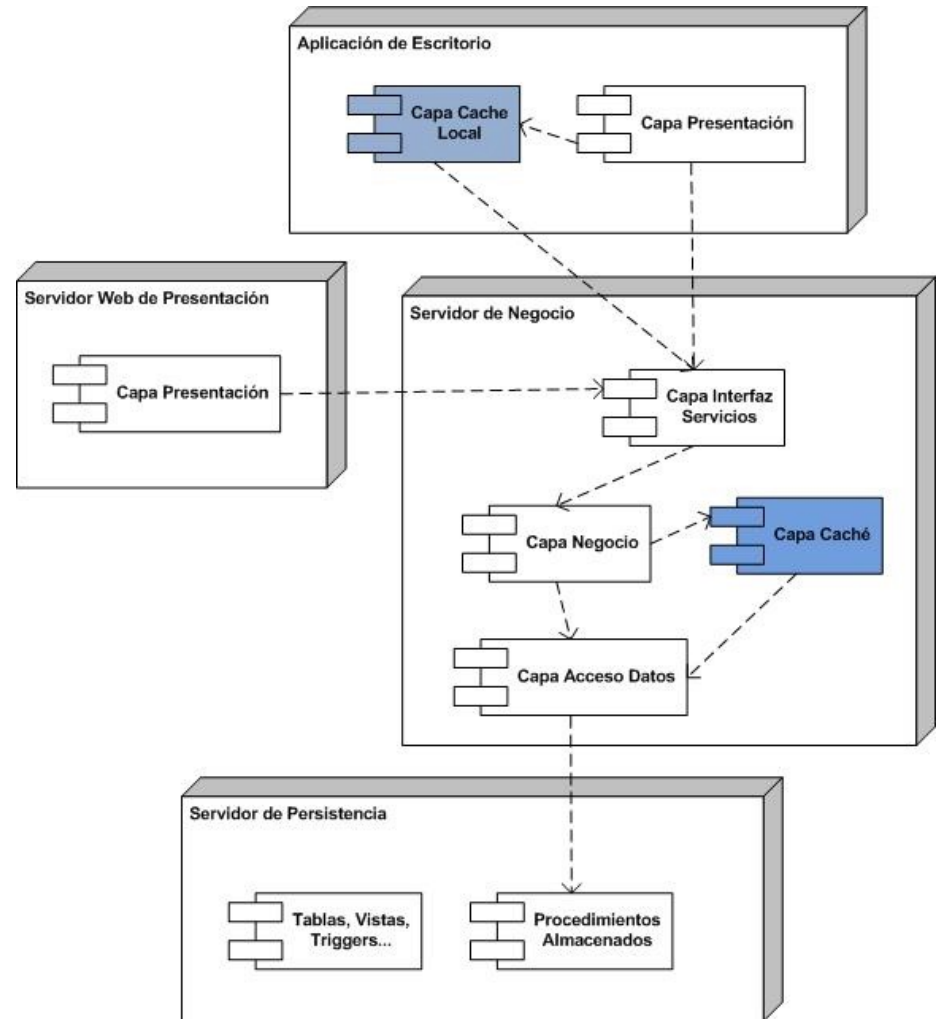 Aplicación de Escritorio
Capa Cache
Local
Capa Presentación
Servidor Web de Presentación
Capa Presentación
Servidor de Negocio
Capa Interfaz
Servicios
Capa Negocio
Capa Caché
Capa Acceso Datos
Servidor de Persistencia
Tablas, Vistas,
Triggers...
Procedimientos
Almacenados